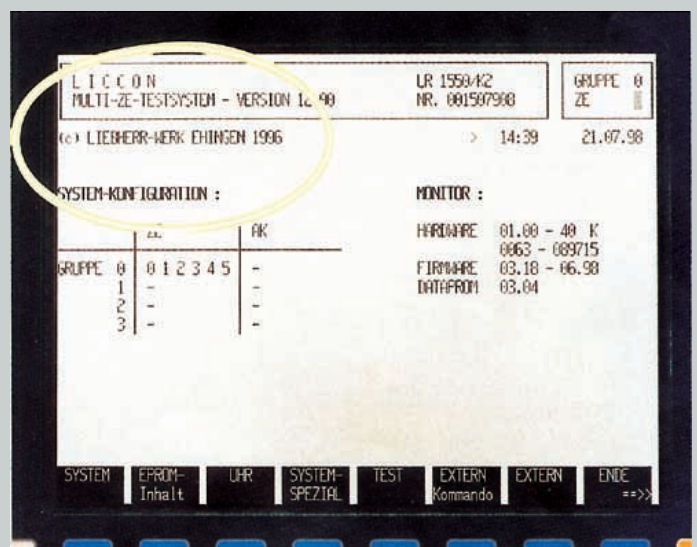 LICCON
MULTI-ZE-TESTSYSTEM - VERSION
LR 1550/K2
NR. 001597908
GRUPPE 0
ZE
(c) LIEBHERR-WERK EHINGEN 1996
> 14:39 21.07.98
SYSTEM-KONFIGURATION :
MONITOR :
ZE AK
GRUPPE 0 0 1 2 3 4 5 -
1 - -
2 - -
3 - -
HARDWARE 01.00 - 40 K
0063 - 089715
FIRMWARE 03.18 - 06.98
DATAPROM 03.04
SYSTEM EPROM- UHR SYSTEM- TEST EXTERN EXTERN ENDE
Inhalt SPEZIAL Kommando ==>>